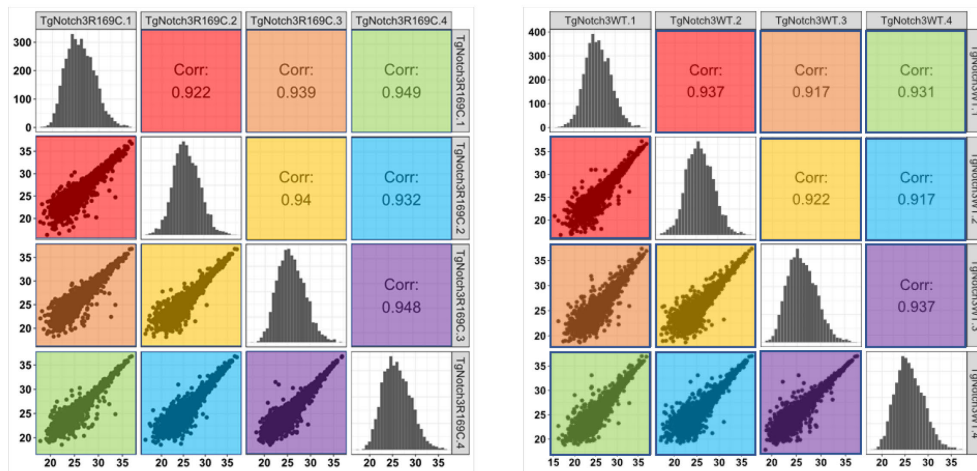 TgNotch3R169C.1 TgNotch3R169C.2 TgNotch3R169C.3 TgNotch3R169C.4
300
200
100
0
Corr:
0.922
Corr:
0.939
Corr:
0.949
TgNotch3R169C.1
35
30
25
20
Corr:
0.94
Corr:
0.932
TgNotch3R169C.2
35
30
25
20
Corr:
0.948
TgNotch3R169C.3
35
30
25
20
TgNotch3R169C.4
20 25 30 35 20 25 30 35 20 25 30 35 20 25 30 35
TgNotch3WT.1 TgNotch3WT.2 TgNotch3WT.3 TgNotch3WT.4
400
300
200
100
0
Corr:
0.937
Corr:
0.917
Corr:
0.931
TgNotch3WT.1
35
30
25
20
Corr:
0.922
Corr:
0.917
35
30
25
20
Corr:
0.937
35
30
25
20
15 20 25 30 35 20 25 30 35 20 25 30 35 20 25 30 35